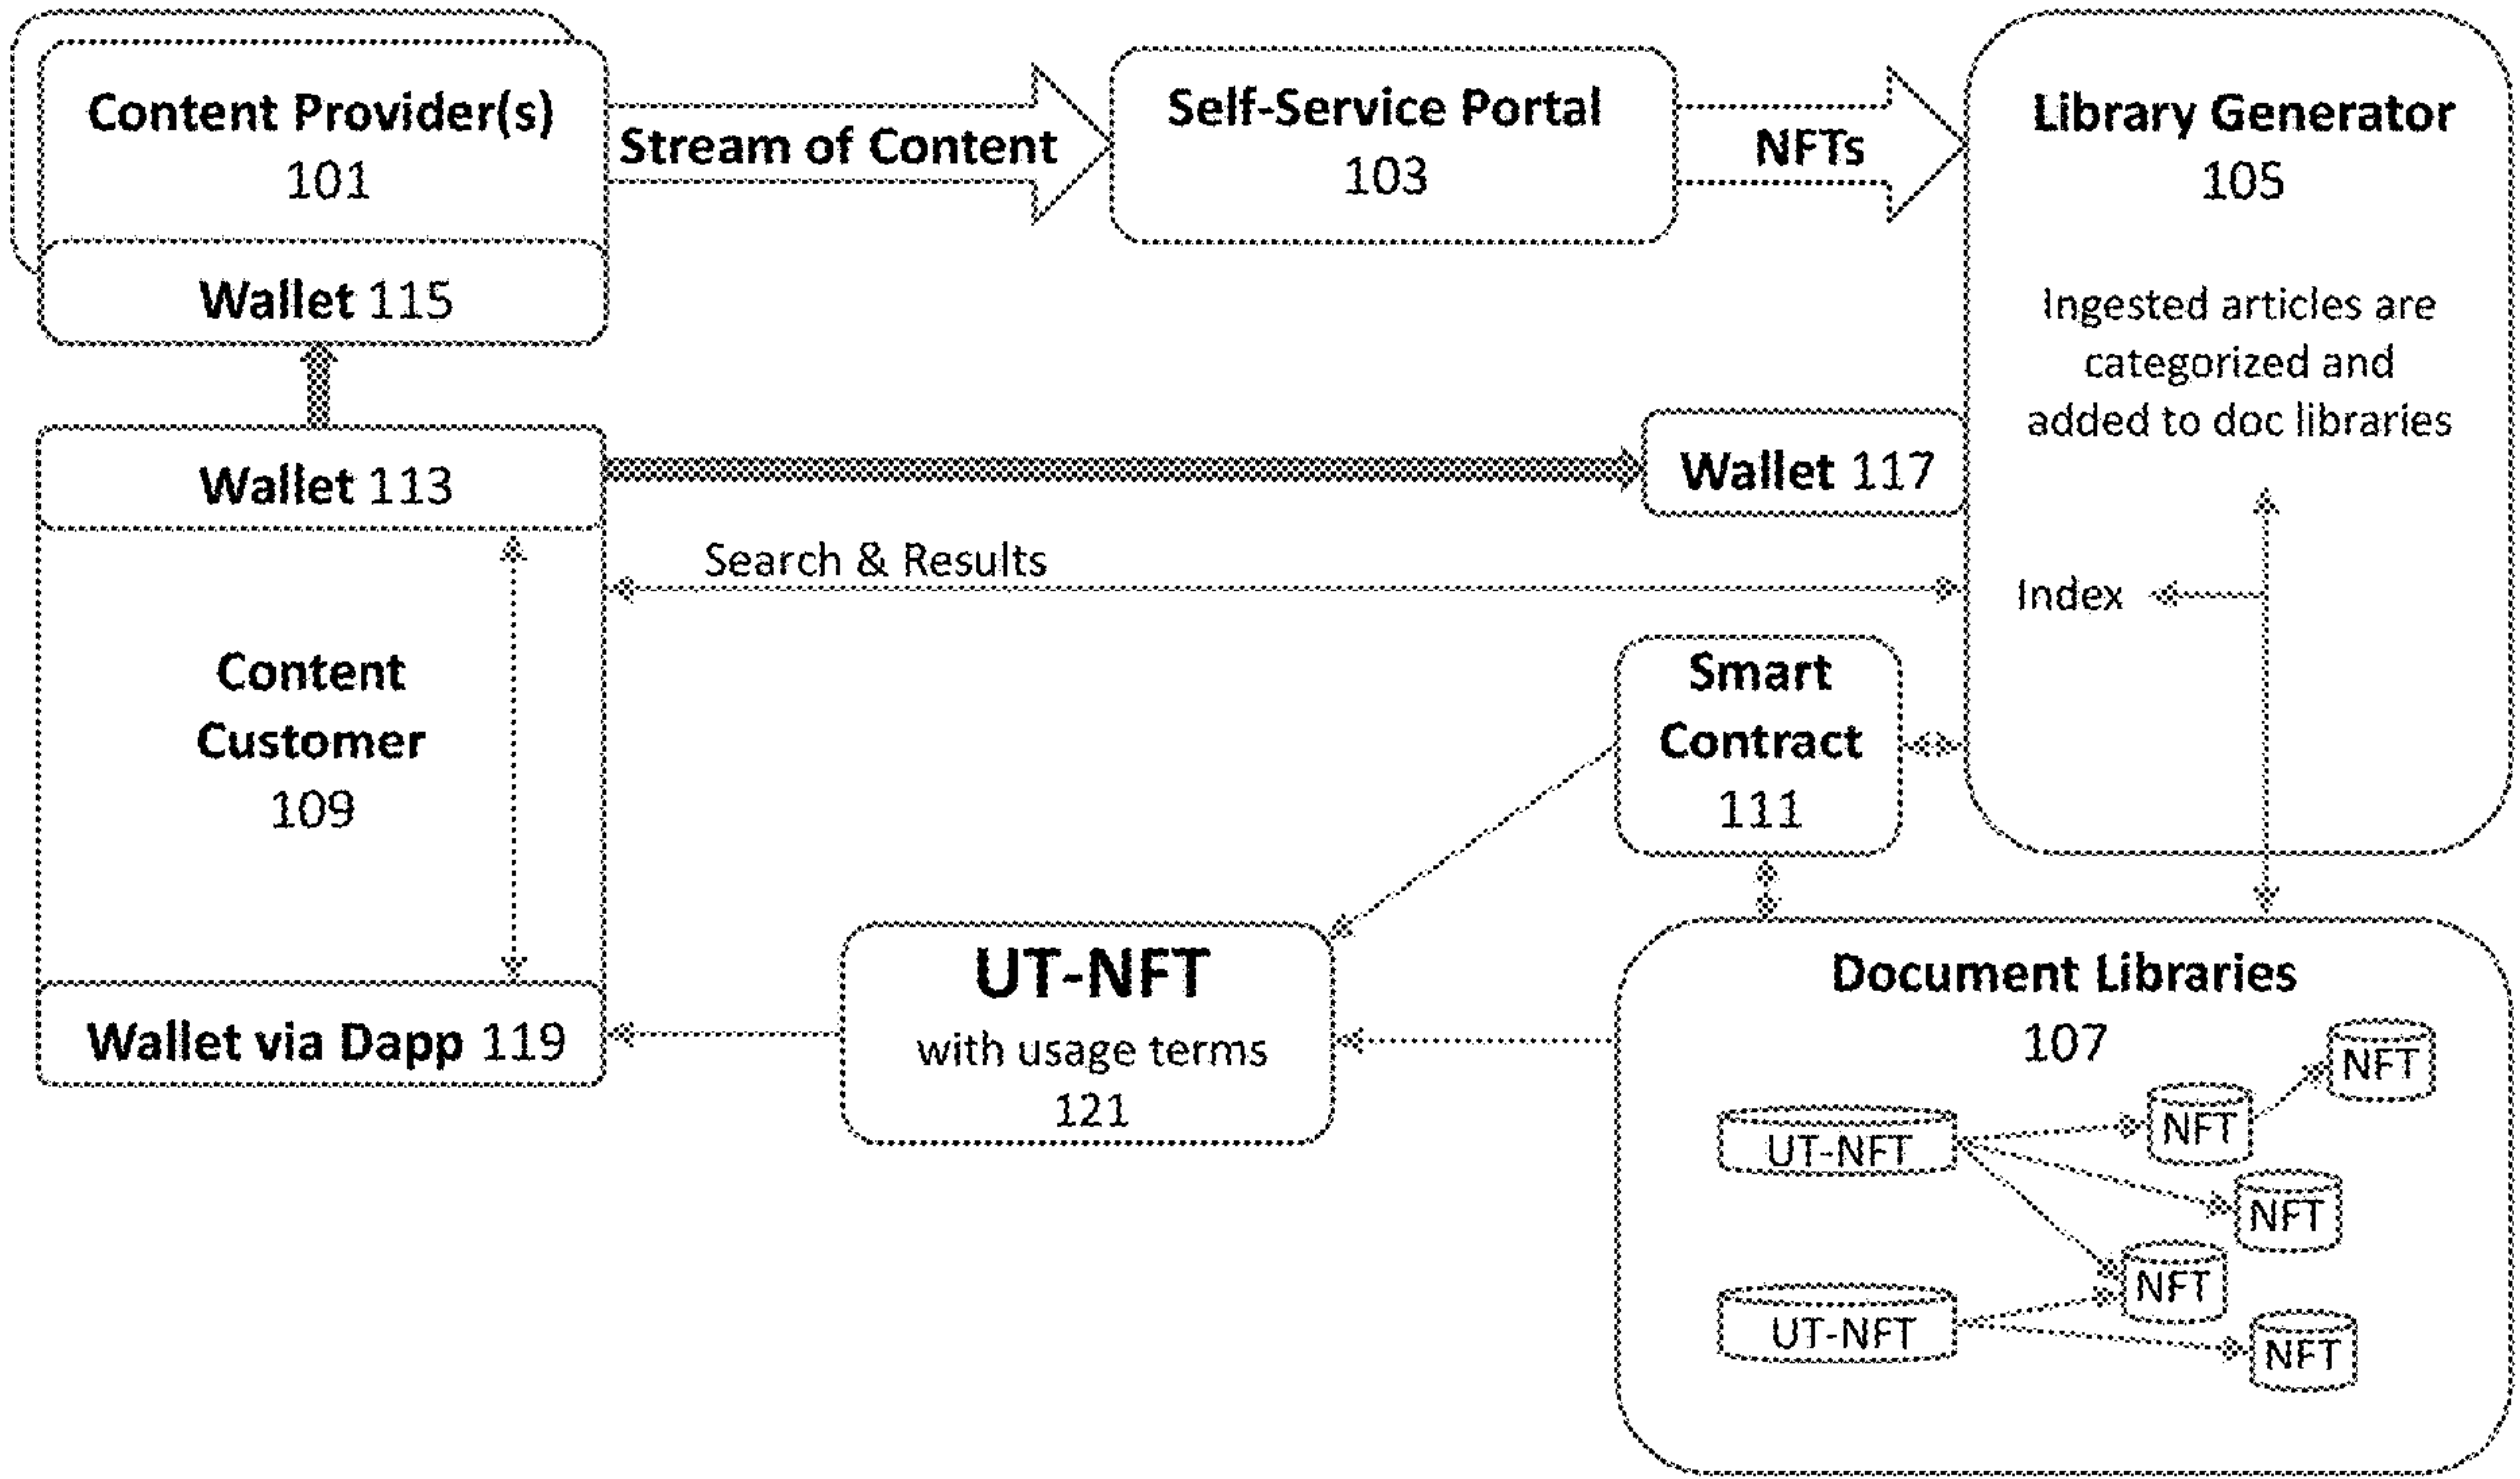 Content Provider(s)
101
Stream of Content
Self-Service Portal
103
NFTs
Library Generator
105
Wallet 115
Ingested articles are
categorized and
added to doc libraries
Wallet 113
Wallet 117
Search & Results
Index
Content
Customer
109
Smart
Contract
111
Wallet via Dapp 119
UT-NFT
with usage terms
121
Document Libraries
107
NFT
NFT
UT-NFT
NFT
NFT
UT-NFT
NFT